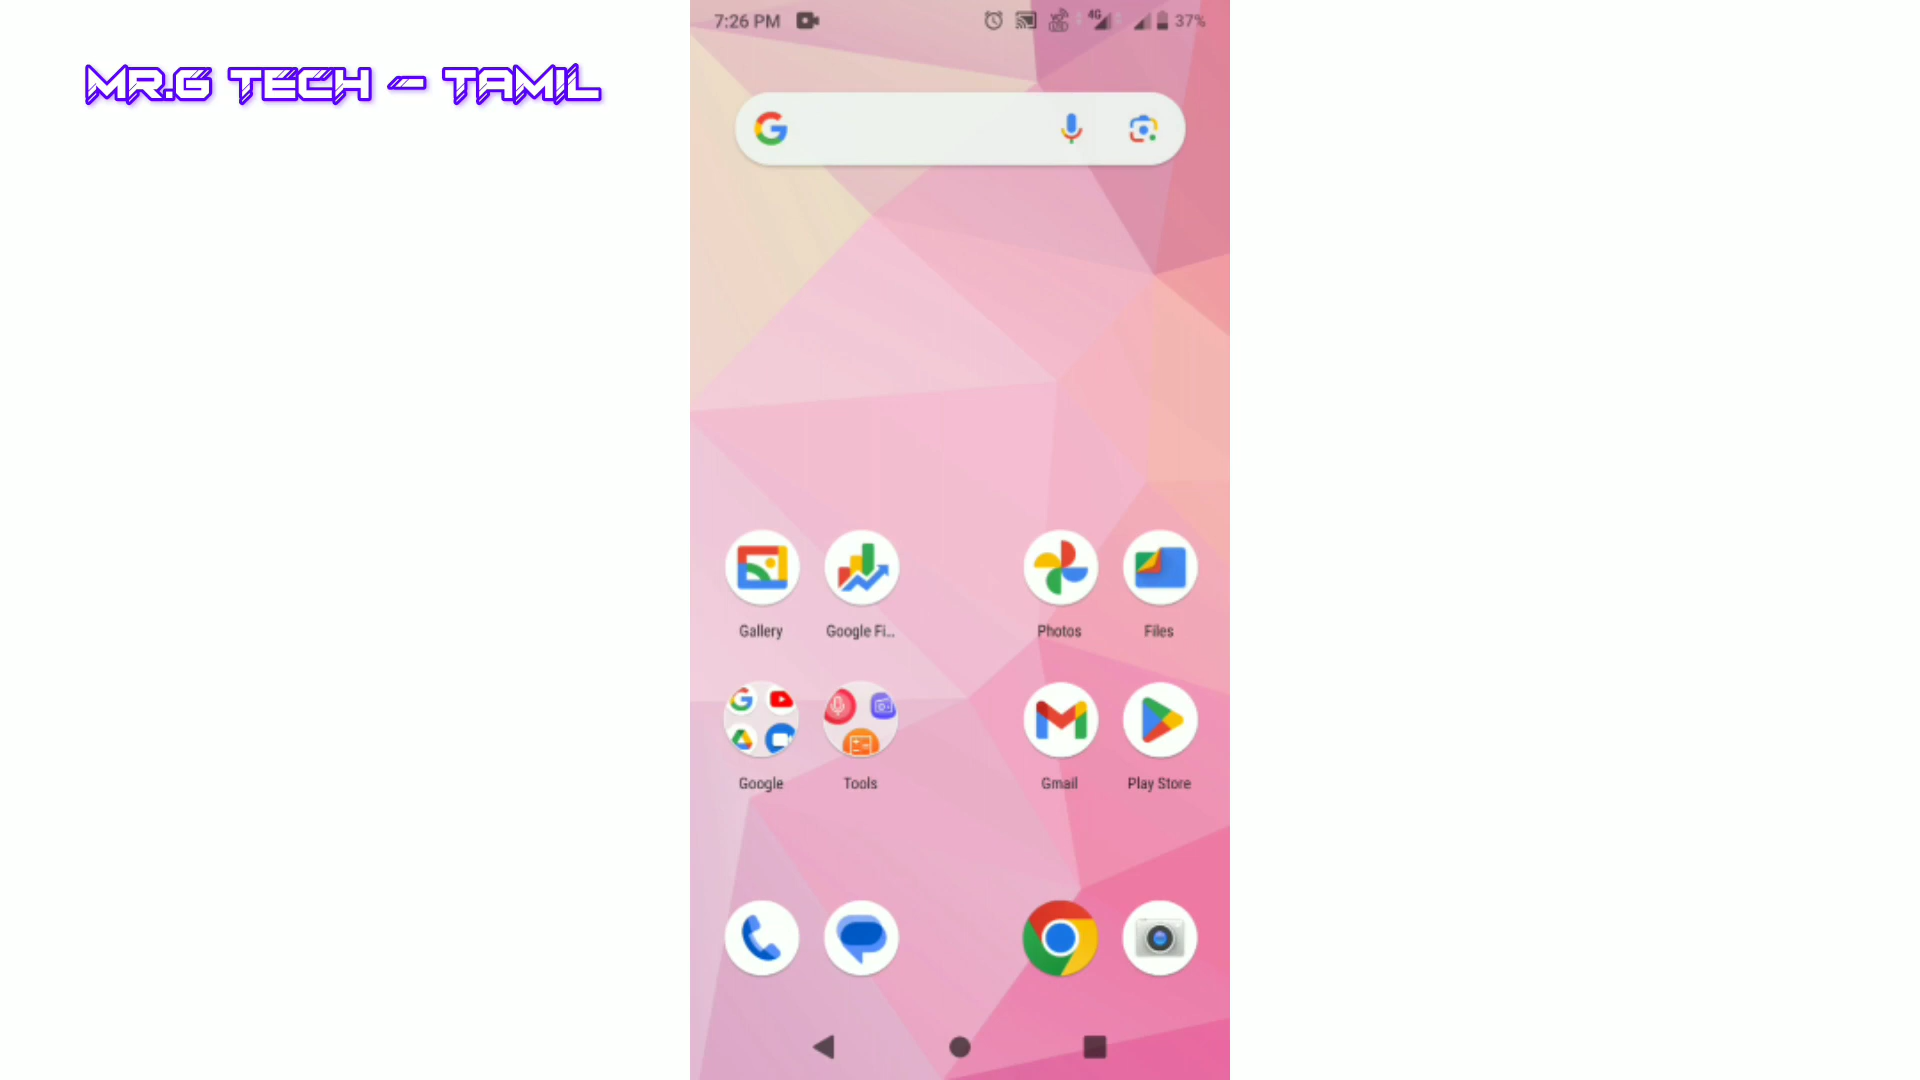 7:26 PM
4G
37%
MR.G TECH - TAMIL
Gallery
Google Fi...
Photos
Files
Google
Tools
Gmail
Play Store